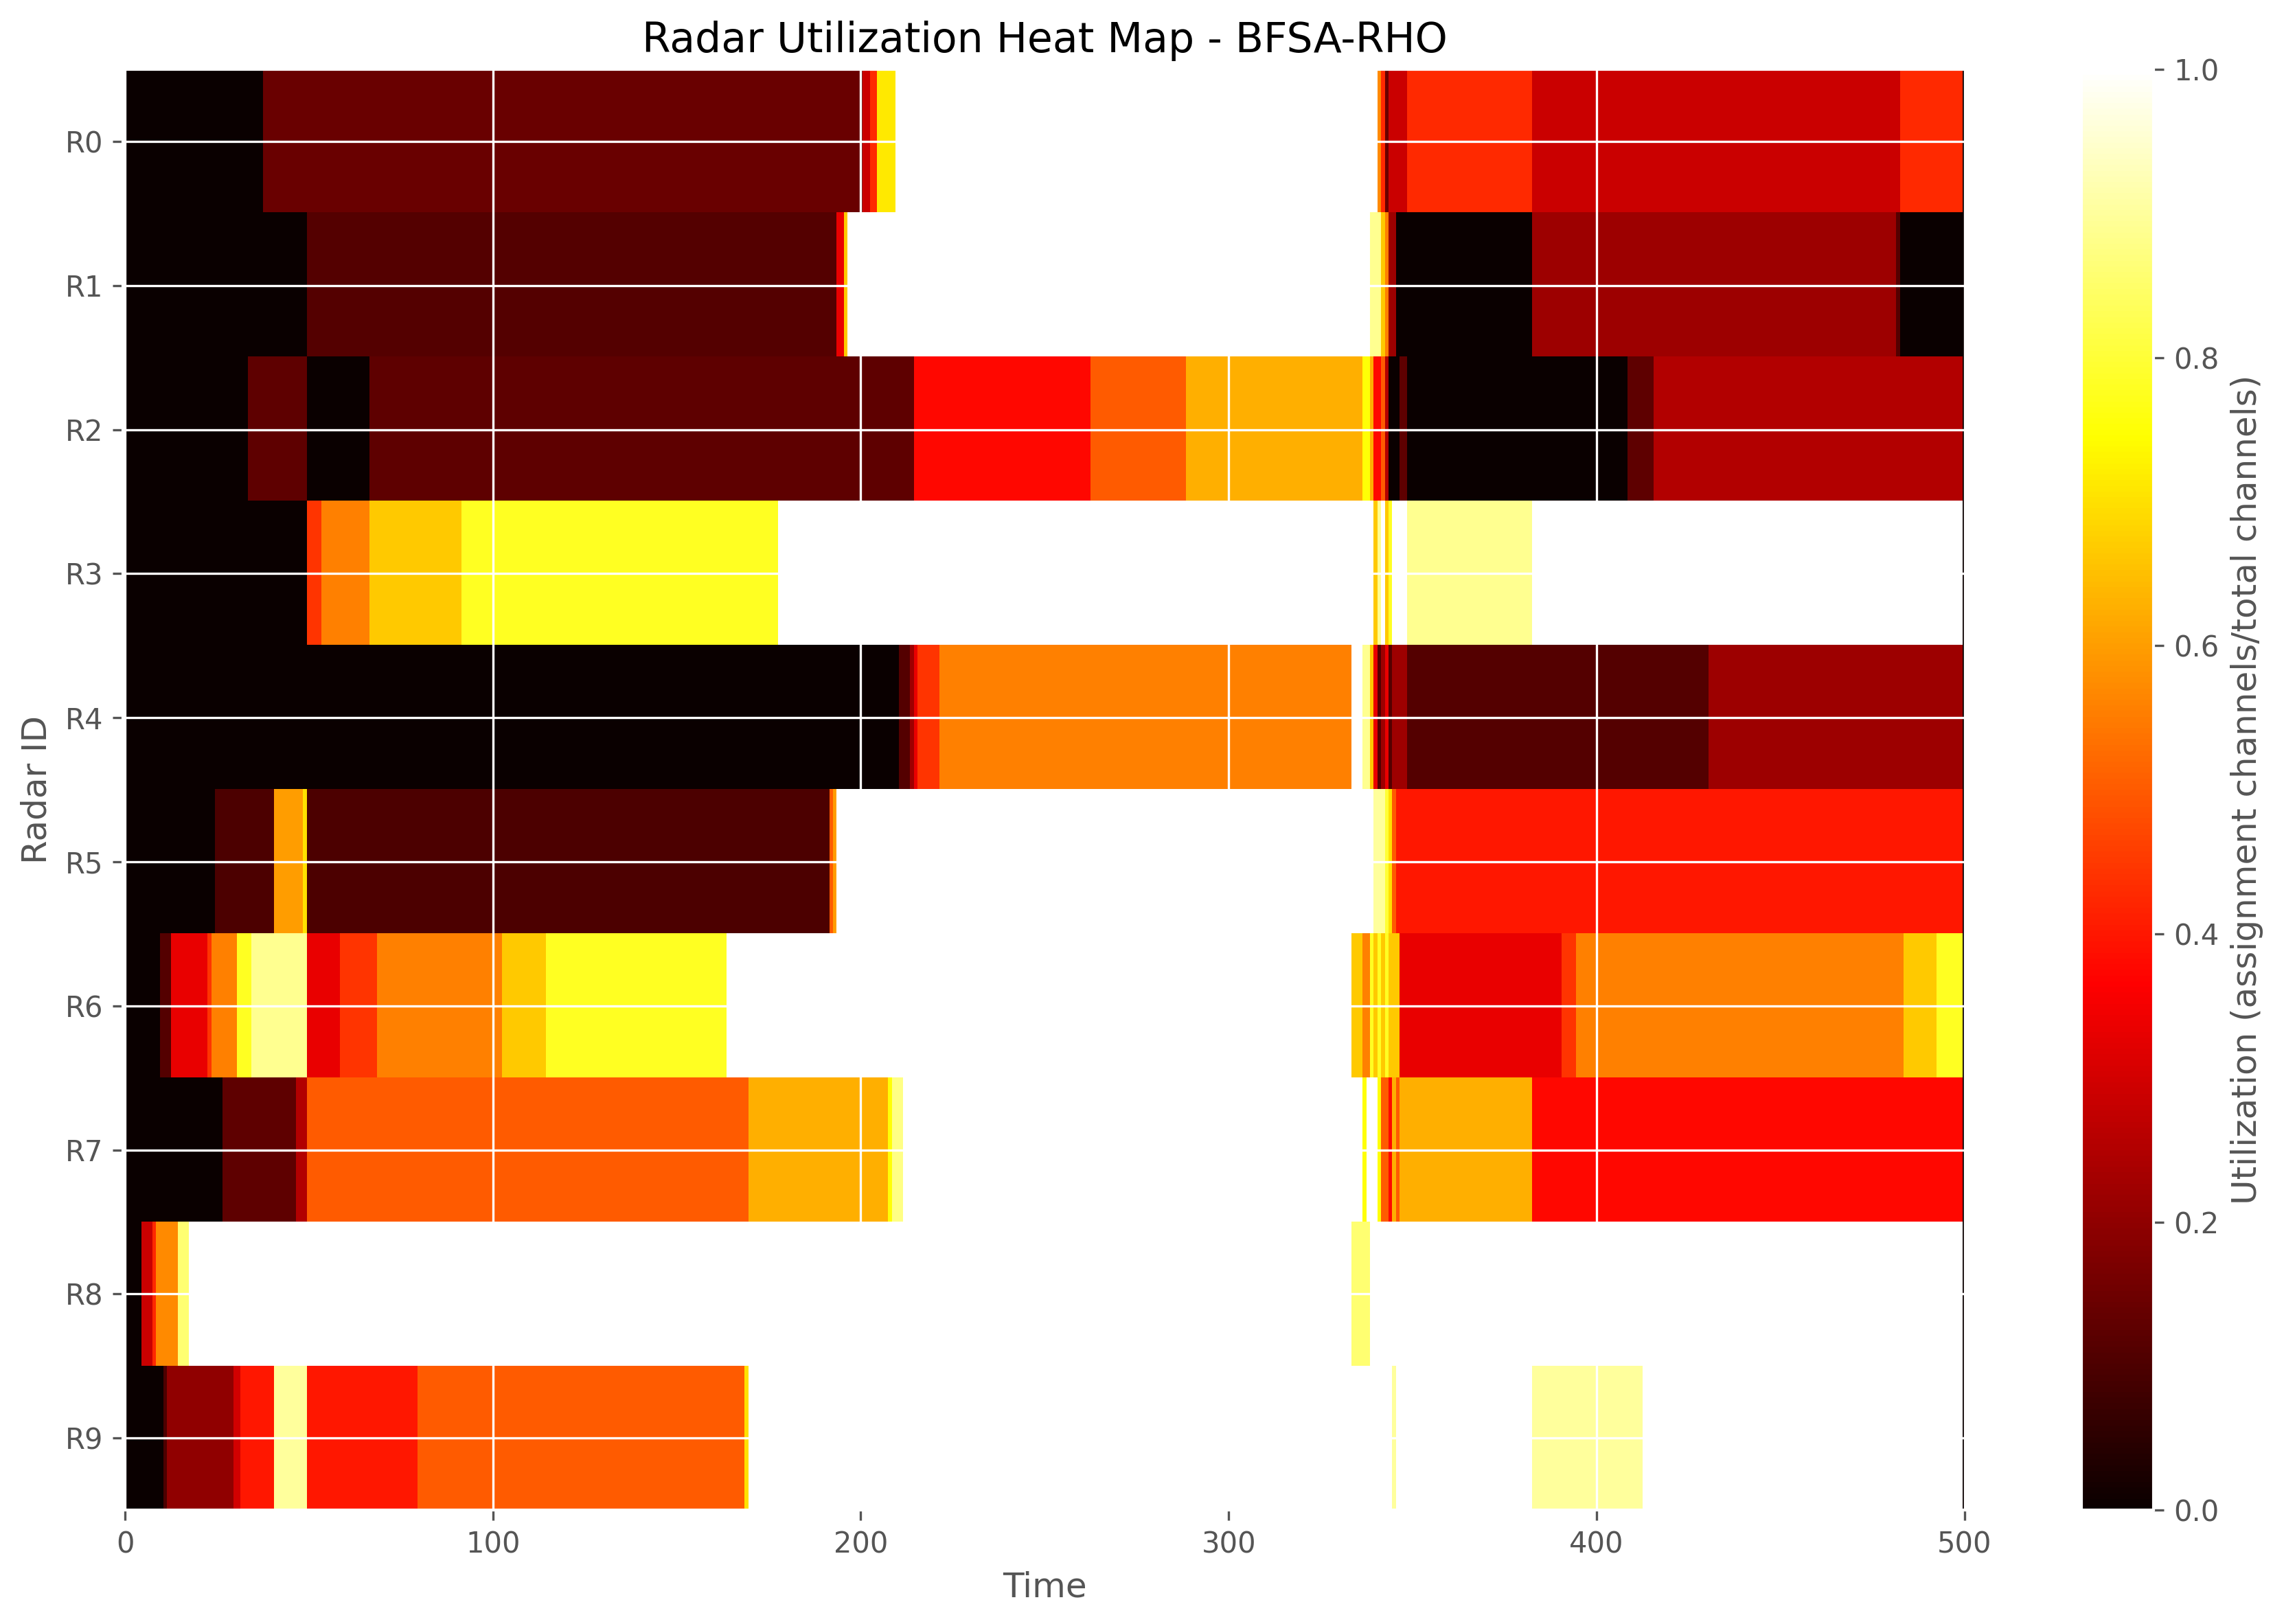 Radar Utilization Heat Map - BFSA-RHO
Radar ID
R0
R1
R2
R3
R4
R5
R6
R7
R8
R9
0 100 200 300 400 500
Time
1.0
0.8
0.6
0.4
0.2
0.0
Utilization (assignment channels/total channels)